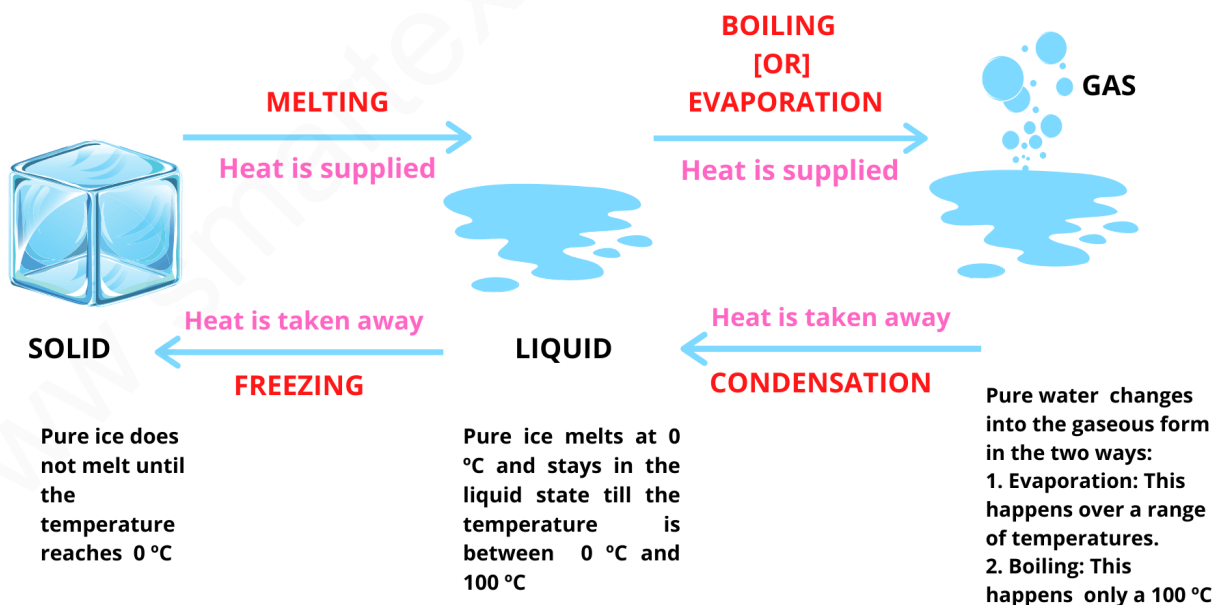 BOILING
[OR]
EVAPORATION
MELTING
GAS
Heat is supplied
Heat is supplied
Heat is taken away
Heat is taken away
SOLID
LIQUID
FREEZING
CONDENSATION
Pure ice does
not melt until
the
temperature
reaches 0 ºC
Pure ice melts at 0
ºC and stays in the
liquid state till the
temperature is
between 0 ºC and
100 ºC
Pure water changes
into the gaseous form
in the two ways:
1. Evaporation: This
happens over a range
of temperatures.
2. Boiling: This
happens only a 100 ºC